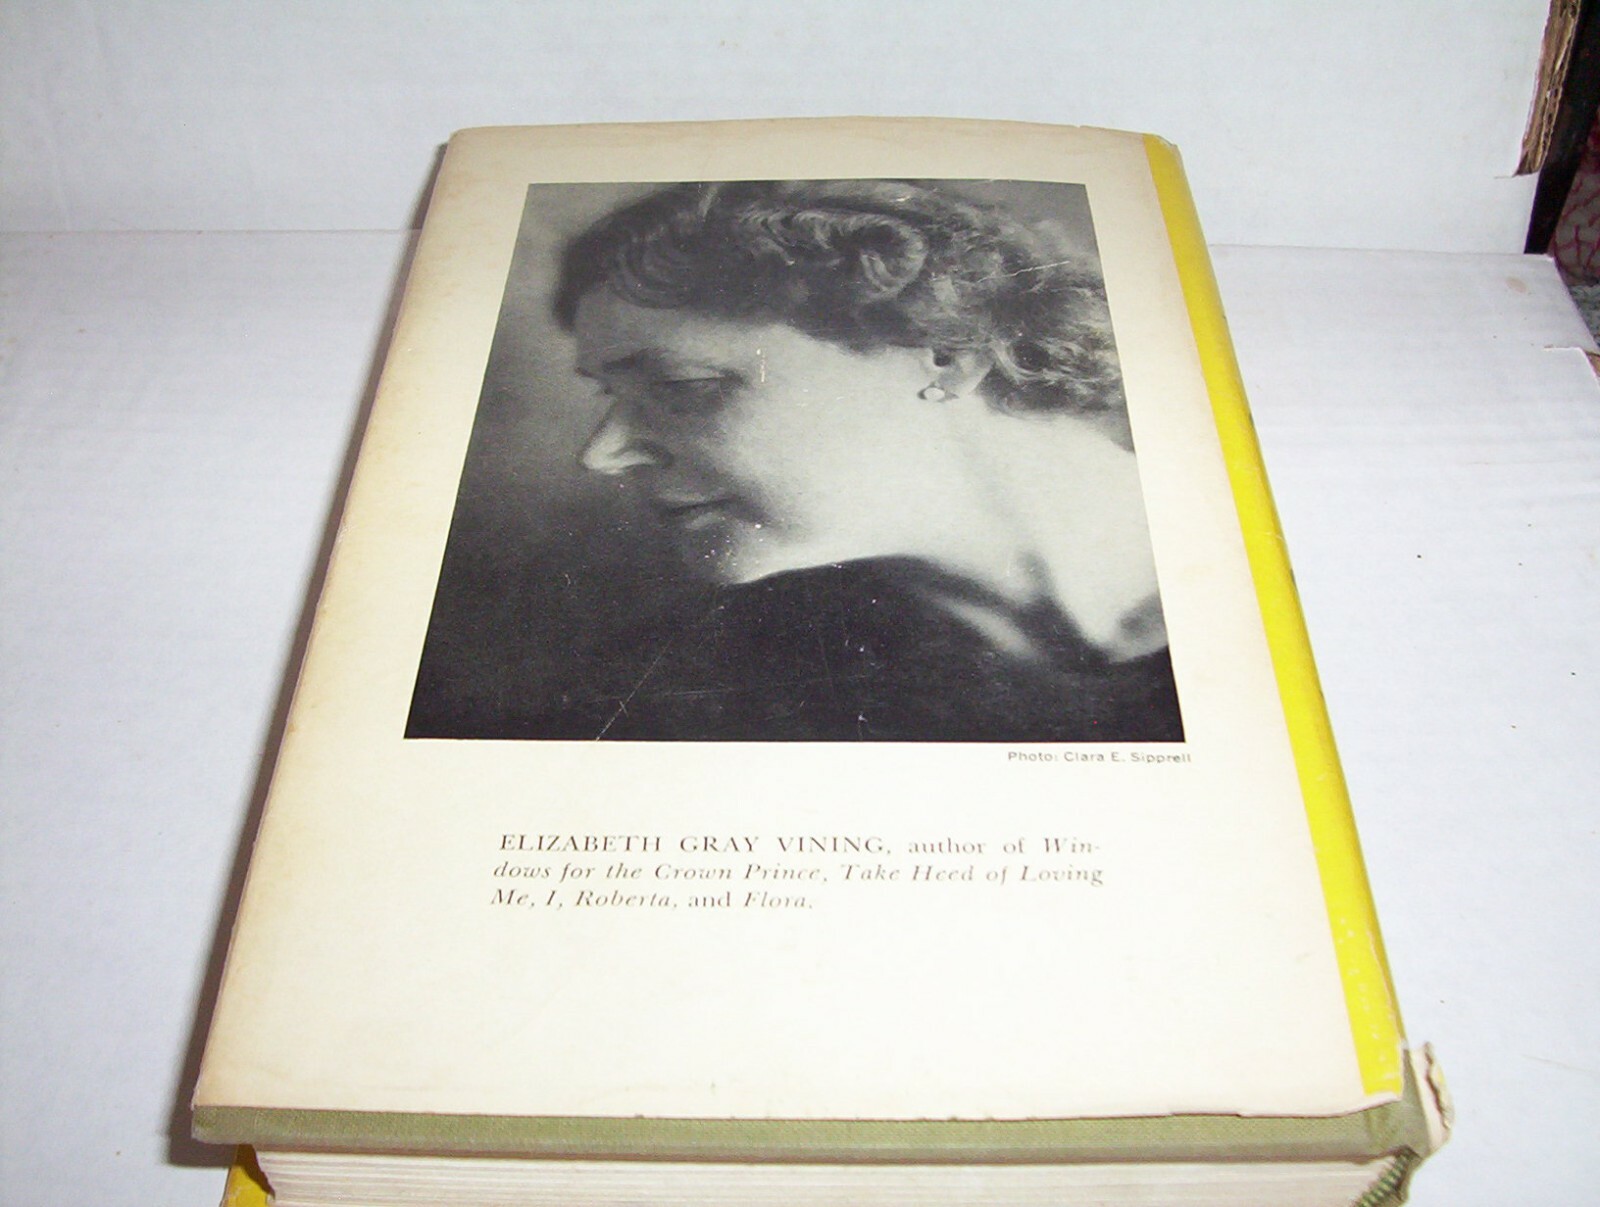 Photo: Clara E. Sipprell
ELIZABETH GRAY VINING, author of Win-
dows for the Crown Prince, Take Heed of Loving
Me, I, Roberta, and Flora.